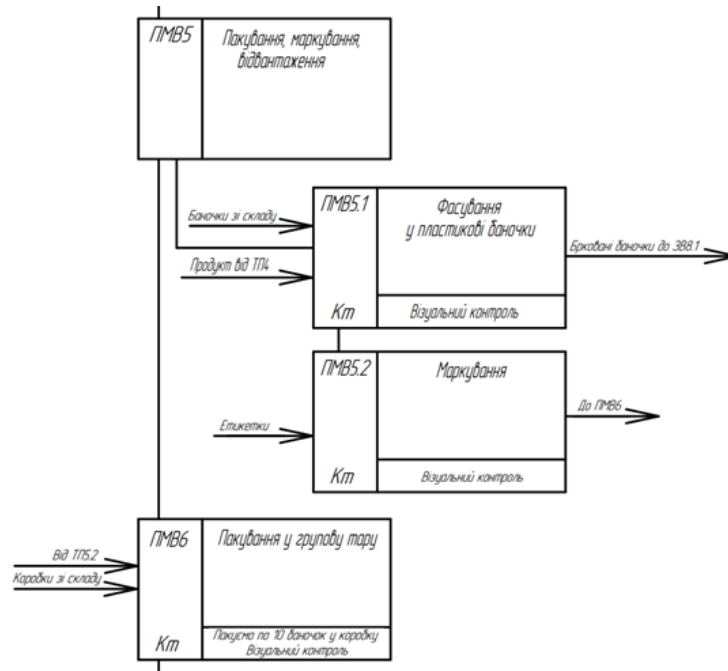 ПМВ5
Пакування, маркування,
відвантаження
Баночки зі складу
ПМВ5.1
Фасування
у пластикові баночки
Брковані баночки до ЗВ8.1
Продукт від ТП4
Кт
Візуальний контроль
ПМВ5.2
Маркування
До ПМВ6
Етикетки
Кт
Візуальний контроль
ПМВ6
Пакування у групову тару
Від ТП5.2
Коробки зі складу
Кт
Пакуємо по 10 баночок у коробку
Візуальний контроль